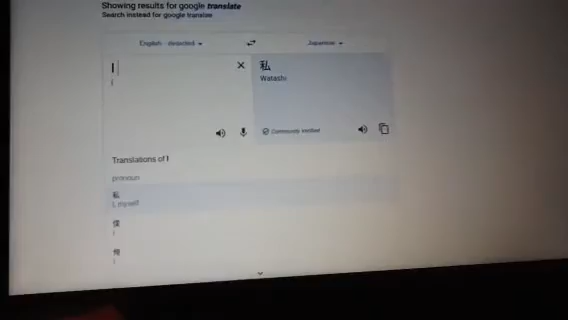 Showing results for google translate
Search instead for google translate
English - detected
Japanese
I
i
私
Watashi
Community Verified
Translations of I
pronoun
私
I, myself
僕
I
俺
I